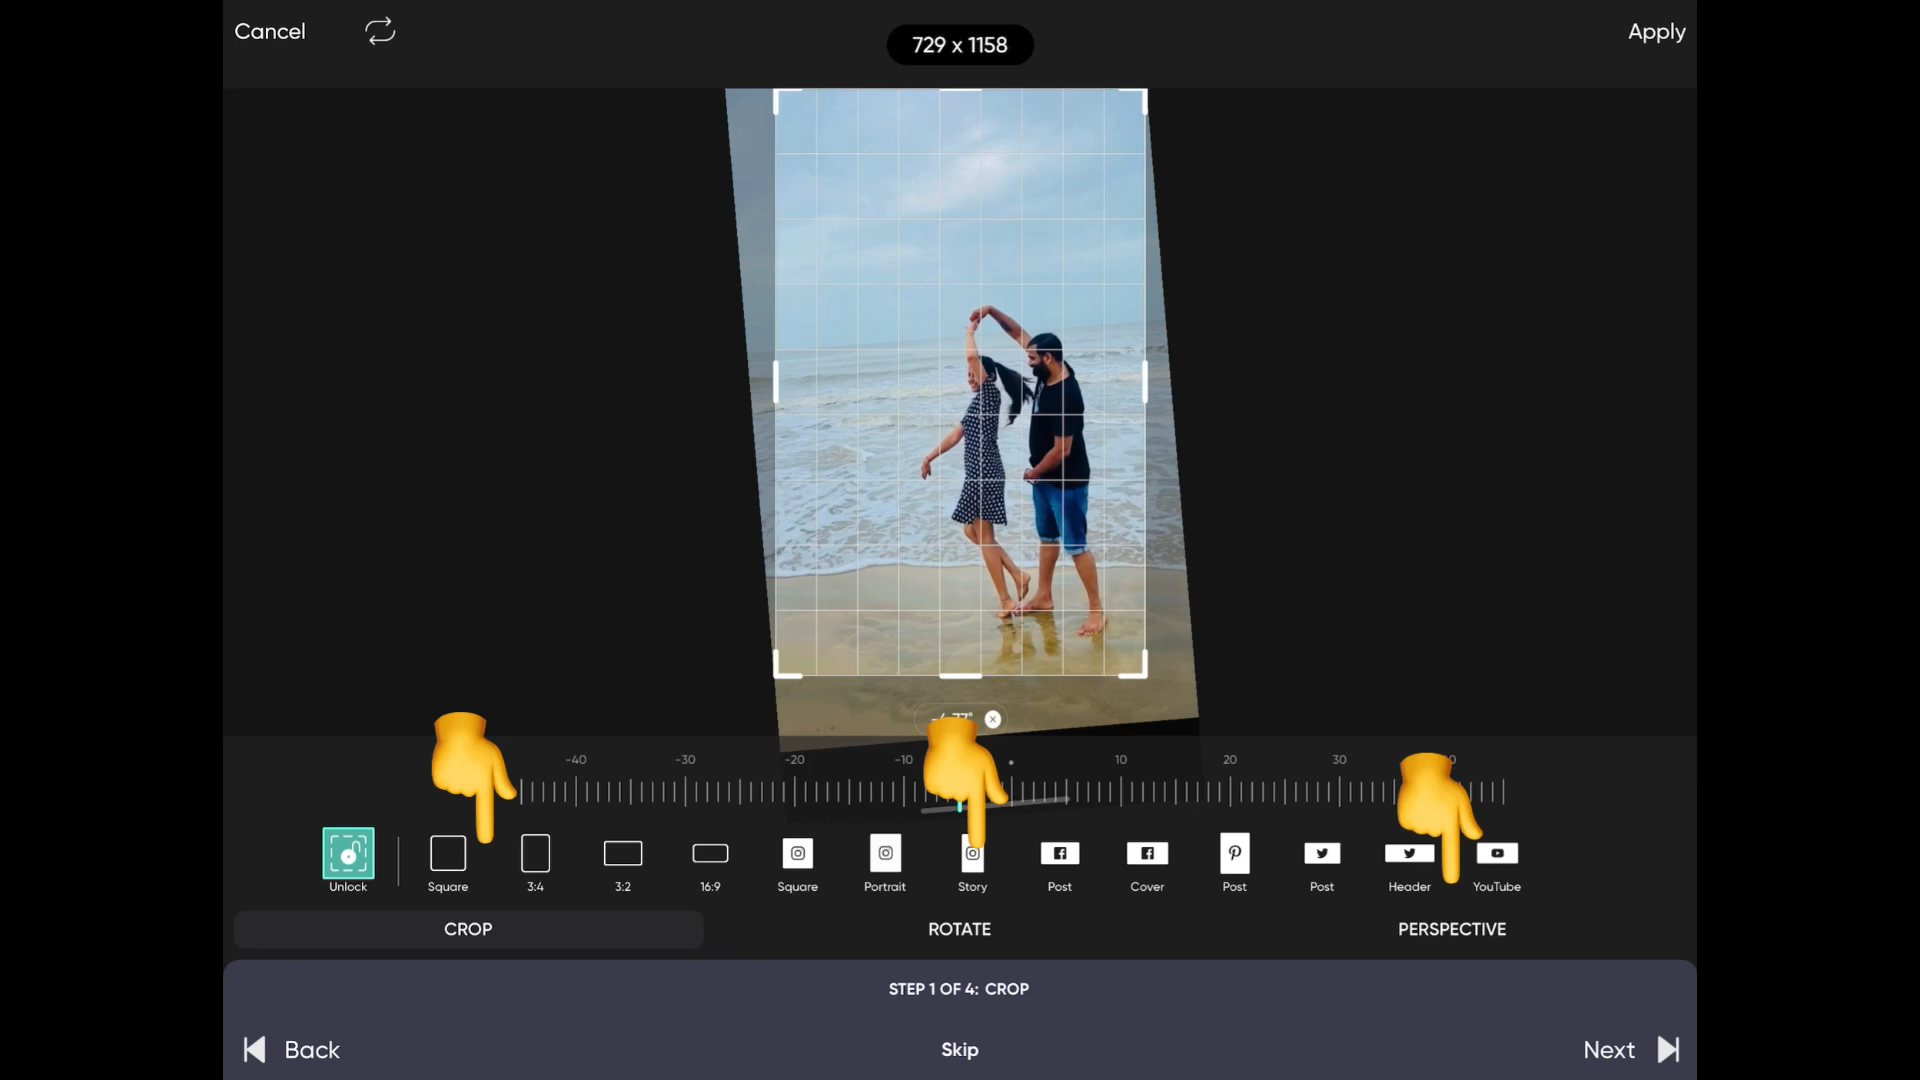 Cancel
729 x 1158
Apply
-40 -30 -20 -10 10 20 30
Unlock Square 3:4 3:2 16:9 Square Portrait Story Post Cover Post Post Header YouTube
CROP ROTATE PERSPECTIVE
STEP 1 OF 4: CROP
Back Skip Next